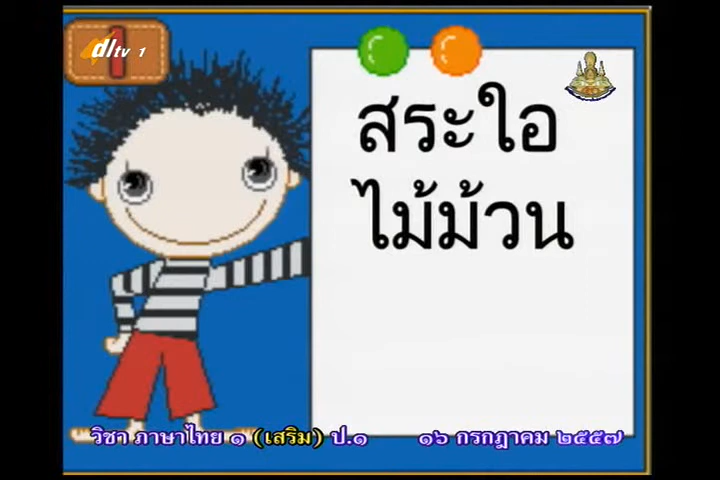 dltv 1
1
สระใอ
ไม้ม้วน
วิชา ภาษาไทย ๑ (เสริม) ป.๑ ๑๖ กรกฎาคม ๒๕๕๗